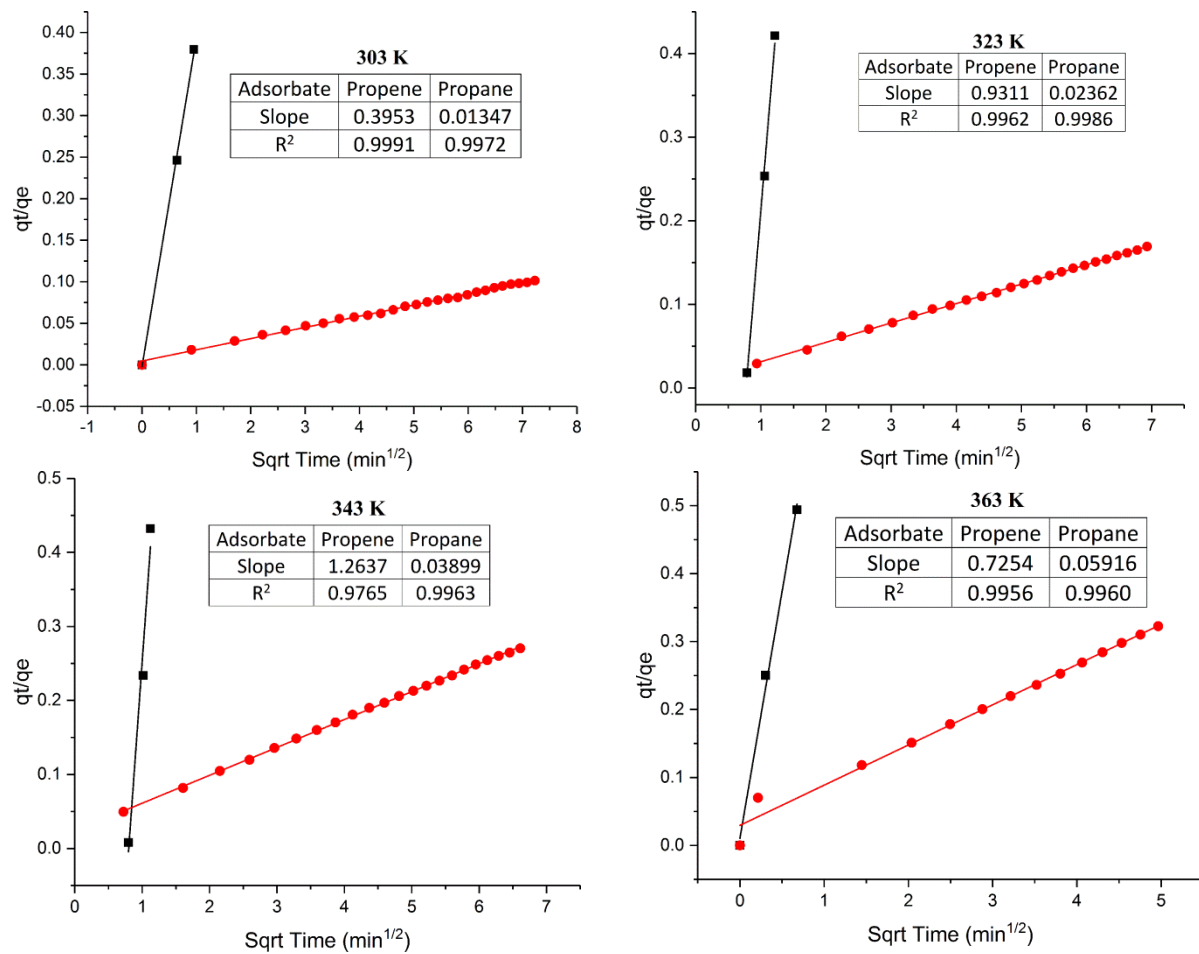 303 K
Adsorbate Propene Propane
Slope 0.3953 0.01347
R² 0.9991 0.9972
qt/qe
0.40
0.35
0.30
0.25
0.20
0.15
0.10
0.05
0.00
-0.05
-1 0 1 2 3 4 5 6 7 8
Sqrt Time (min^1/2)
323 K
Adsorbate Propene Propane
Slope 0.9311 0.02362
R² 0.9962 0.9986
qt/qe
0.4
0.3
0.2
0.1
0.0
0 1 2 3 4 5 6 7
Sqrt Time (min^1/2)
343 K
Adsorbate Propene Propane
Slope 1.2637 0.03899
R² 0.9765 0.9963
qt/qe
0.5
0.4
0.3
0.2
0.1
0.0
0 1 2 3 4 5 6 7
Sqrt Time (min^1/2)
363 K
Adsorbate Propene Propane
Slope 0.7254 0.05916
R² 0.9956 0.9960
qt/qe
0.5
0.4
0.3
0.2
0.1
0.0
0 1 2 3 4 5
Sqrt Time (min^1/2)